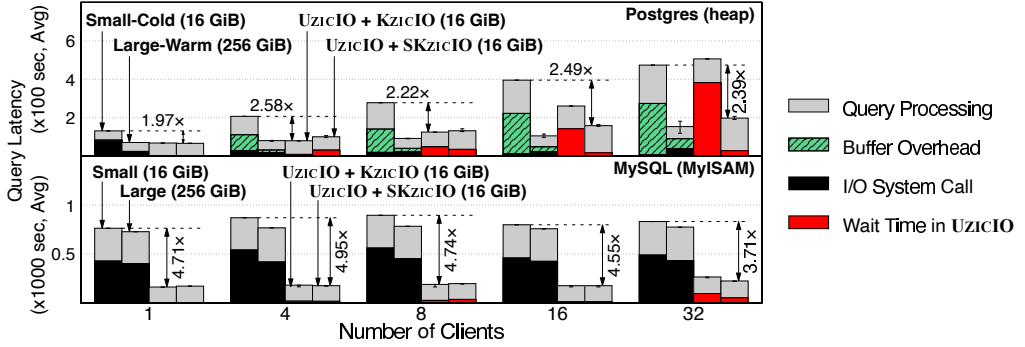 Postgres (heap)
Small-Cold (16 GiB)
UZICIO + KZICIO (16 GiB)
Large-Warm (256 GiB)
UZICIO + SKZICIO (16 GiB)
6
4
2
1.97×
2.58×
2.22×
2.49×
2.39×
Query Latency
(x100 sec, Avg)
(x1000 sec, Avg)
MySQL (MyISAM)
Small (16 GiB)
UZICIO + KZICIO (16 GiB)
Large (256 GiB)
UZICIO + SKZICIO (16 GiB)
1
0.5
4.71×
4.95×
4.74×
4.55×
3.71×
1 4 8 16 32
Number of Clients
Query Processing
Buffer Overhead
I/O System Call
Wait Time in UZICIO